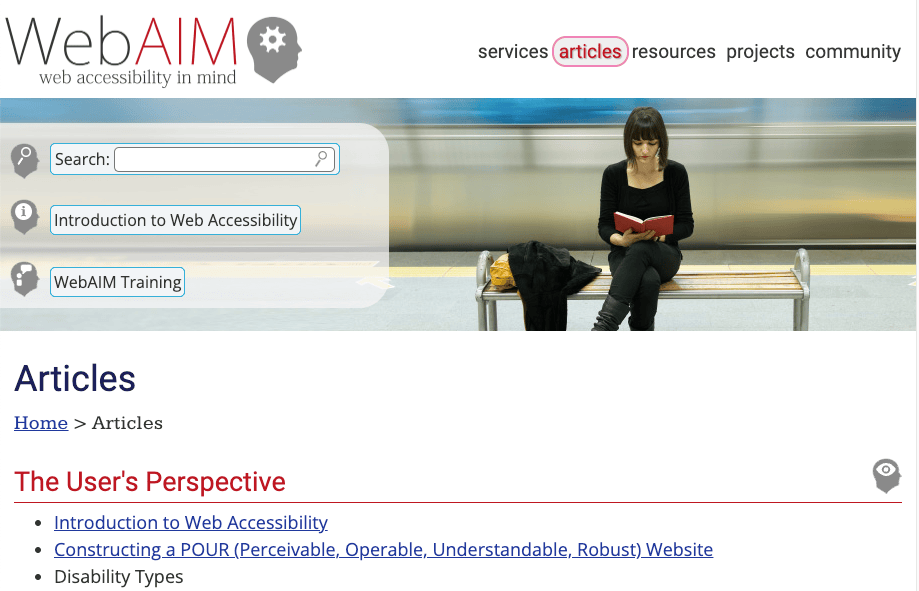 WebAIM
web accessibility in mind
services articles resources projects community
Search:
Introduction to Web Accessibility
WebAIM Training
Articles
Home > Articles
The User's Perspective
• Introduction to Web Accessibility
• Constructing a POUR (Perceivable, Operable, Understandable, Robust) Website
• Disability Types